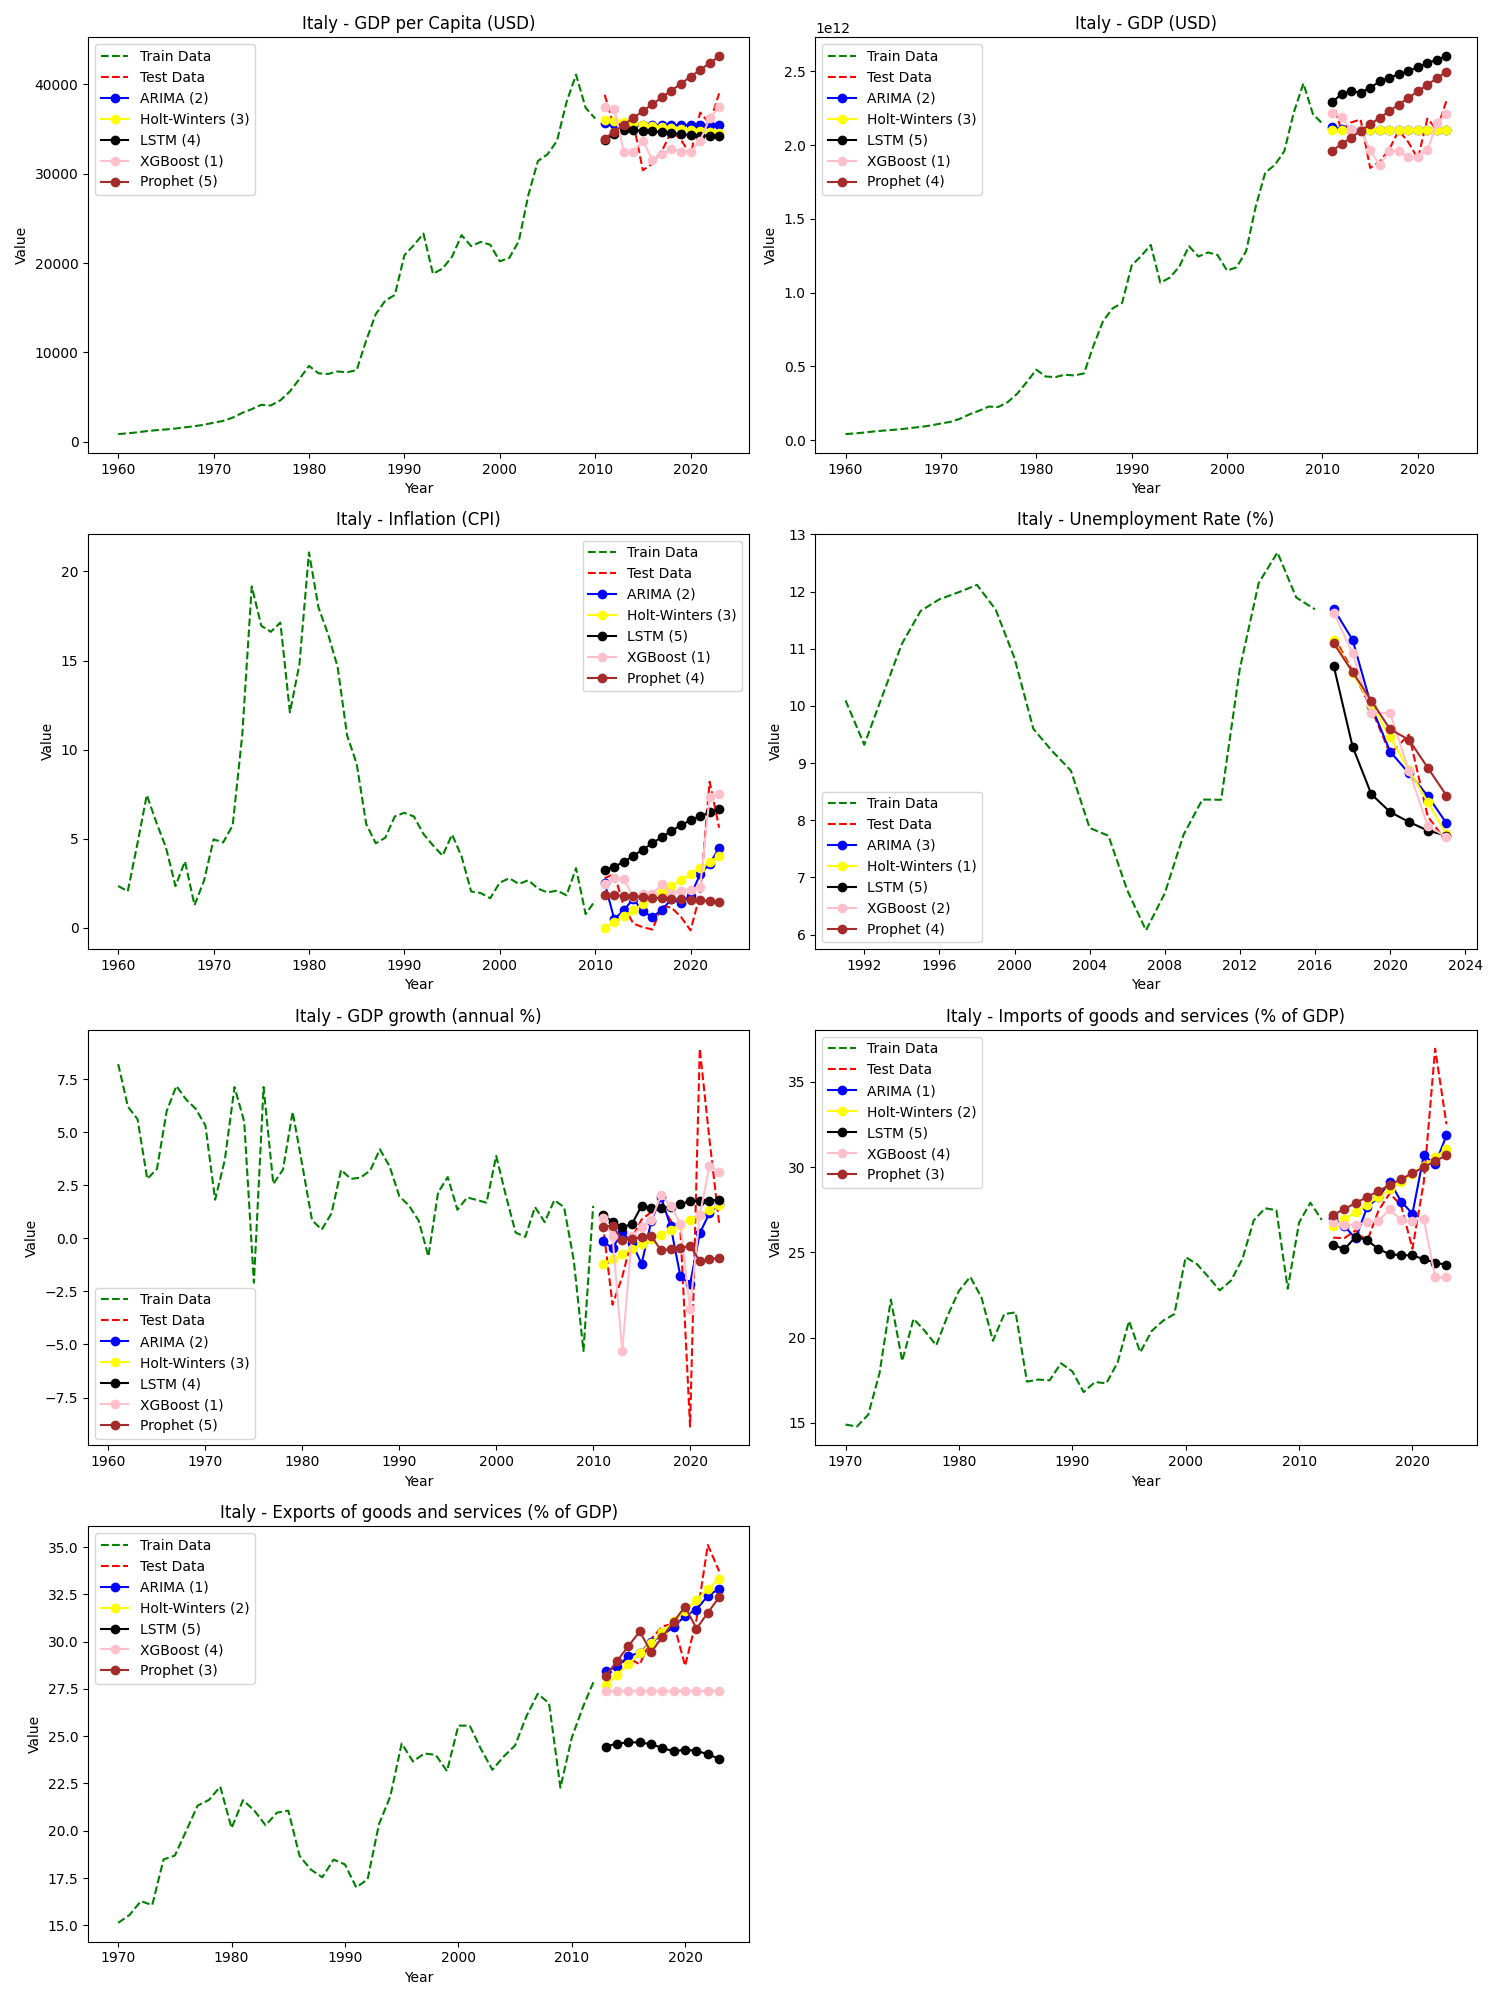 Italy - GDP per Capita (USD)
Train Data
Test Data
ARIMA (2)
Holt-Winters (3)
LSTM (4)
XGBoost (1)
Prophet (5)
Value
40000
30000
20000
10000
0
1960 1970 1980 1990 2000 2010 2020
Year
Italy - GDP (USD)
1e12
Train Data
Test Data
ARIMA (2)
Holt-Winters (3)
LSTM (5)
XGBoost (1)
Prophet (4)
Value
2.5
2.0
1.5
1.0
0.5
0.0
1960 1970 1980 1990 2000 2010 2020
Year
Italy - Inflation (CPI)
Train Data
Test Data
ARIMA (2)
Holt-Winters (3)
LSTM (5)
XGBoost (1)
Prophet (4)
Value
20
15
10
5
0
1960 1970 1980 1990 2000 2010 2020
Year
Italy - Unemployment Rate (%)
Value
13
12
11
10
9
8
7
6
Train Data
Test Data
ARIMA (3)
Holt-Winters (1)
LSTM (5)
XGBoost (2)
Prophet (4)
1992 1996 2000 2004 2008 2012 2016 2020 2024
Year
Italy - GDP growth (annual %)
Value
7.5
5.0
2.5
0.0
−2.5
−5.0
−7.5
Train Data
Test Data
ARIMA (2)
Holt-Winters (3)
LSTM (4)
XGBoost (1)
Prophet (5)
1960 1970 1980 1990 2000 2010 2020
Year
Italy - Imports of goods and services (% of GDP)
Train Data
Test Data
ARIMA (1)
Holt-Winters (2)
LSTM (5)
XGBoost (4)
Prophet (3)
Value
35
30
25
20
15
1970 1980 1990 2000 2010 2020
Year
Italy - Exports of goods and services (% of GDP)
Train Data
Test Data
ARIMA (1)
Holt-Winters (2)
LSTM (5)
XGBoost (4)
Prophet (3)
Value
35.0
32.5
30.0
27.5
25.0
22.5
20.0
17.5
15.0
1970 1980 1990 2000 2010 2020
Year